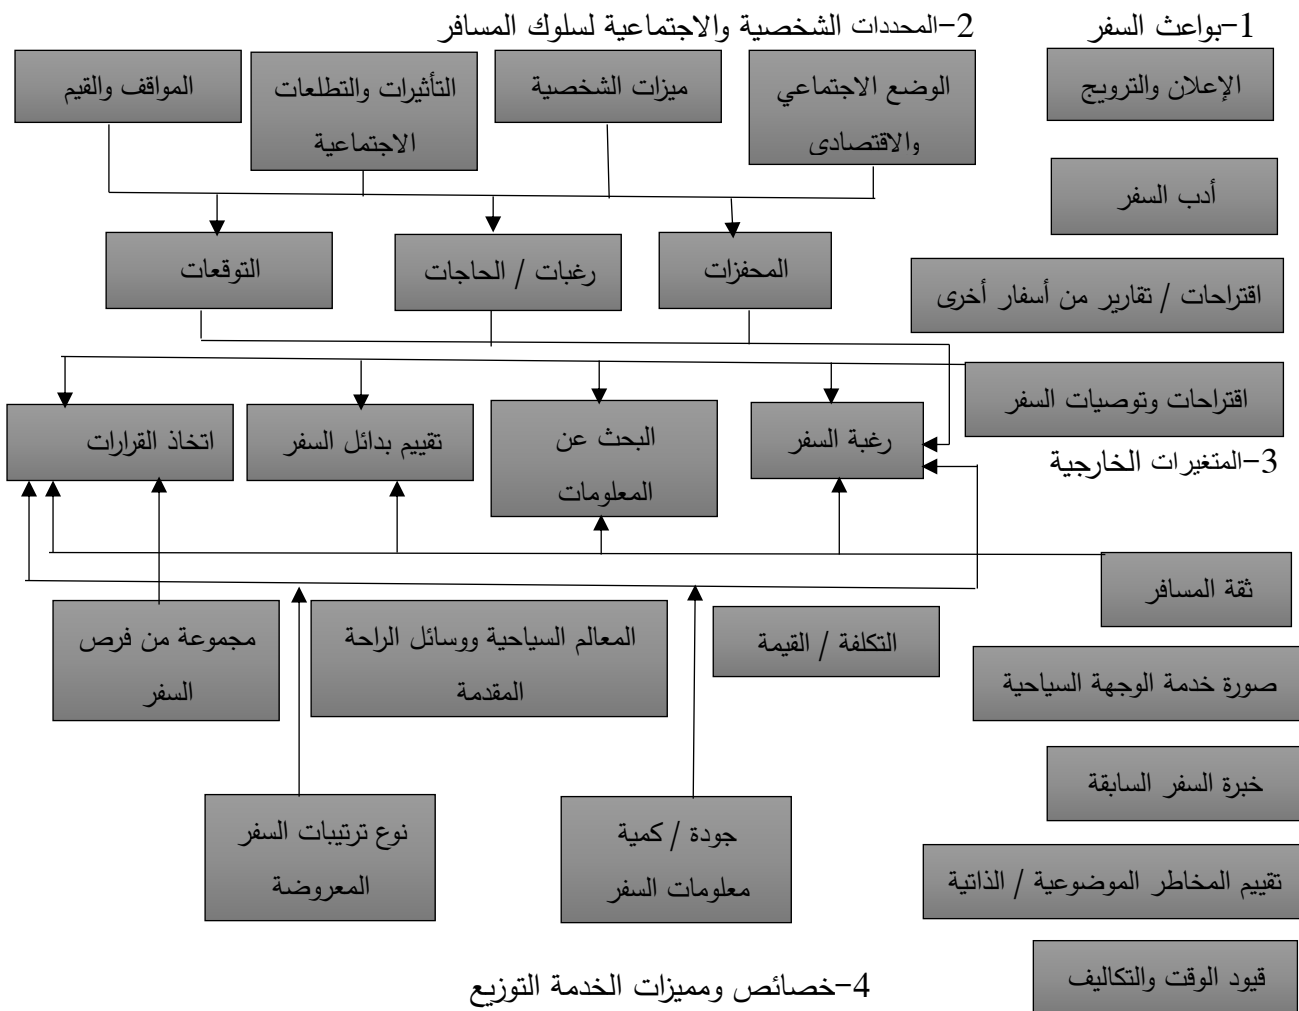 1-بواعث السفر
2-المحددات الشخصية والاجتماعية لسلوك المسافر
الإعلان والترويج
الوضع الاجتماعي
والاقتصادى
ميزات الشخصية
التأثيرات والتطلعات
الاجتماعية
المواقف والقيم
أدب السفر
المحفزات
رغبات / الحاجات
التوقعات
اقتراحات / تقارير من أسفار أخرى
اقتراحات وتوصيات السفر
رغبة السفر
البحث عن
المعلومات
تقييم بدائل السفر
اتخاذ القرارات
3-المتغيرات الخارجية
ثقة المسافر
التكلفة / القيمة
المعالم السياحية ووسائل الراحة
المقدمة
مجموعة من فرص
السفر
صورة خدمة الوجهة السياحية
خبرة السفر السابقة
جودة / كمية
معلومات السفر
نوع ترتيبات السفر
المعروضة
تقييم المخاطر الموضوعية / الذاتية
قيود الوقت والتكاليف
4-خصائص ومميزات الخدمة التوزيع